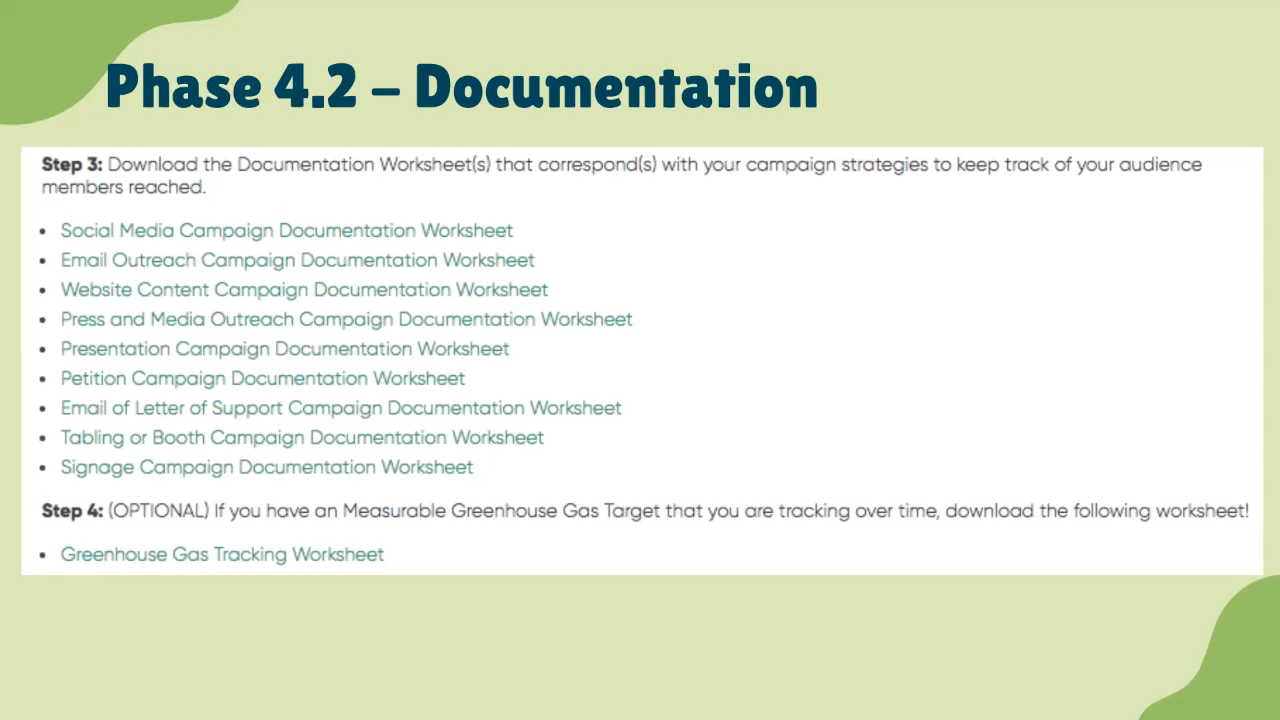 Phase 4.2 – Documentation
Step 3: Download the Documentation Worksheet(s) that correspond(s) with your campaign strategies to keep track of your audience
members reached.
• Social Media Campaign Documentation Worksheet
• Email Outreach Campaign Documentation Worksheet
• Website Content Campaign Documentation Worksheet
• Press and Media Outreach Campaign Documentation Worksheet
• Presentation Campaign Documentation Worksheet
• Petition Campaign Documentation Worksheet
• Email of Letter of Support Campaign Documentation Worksheet
• Tabling or Booth Campaign Documentation Worksheet
• Signage Campaign Documentation Worksheet
Step 4: (OPTIONAL) If you have an Measurable Greenhouse Gas Target that you are tracking over time, download the following worksheet!
• Greenhouse Gas Tracking Worksheet